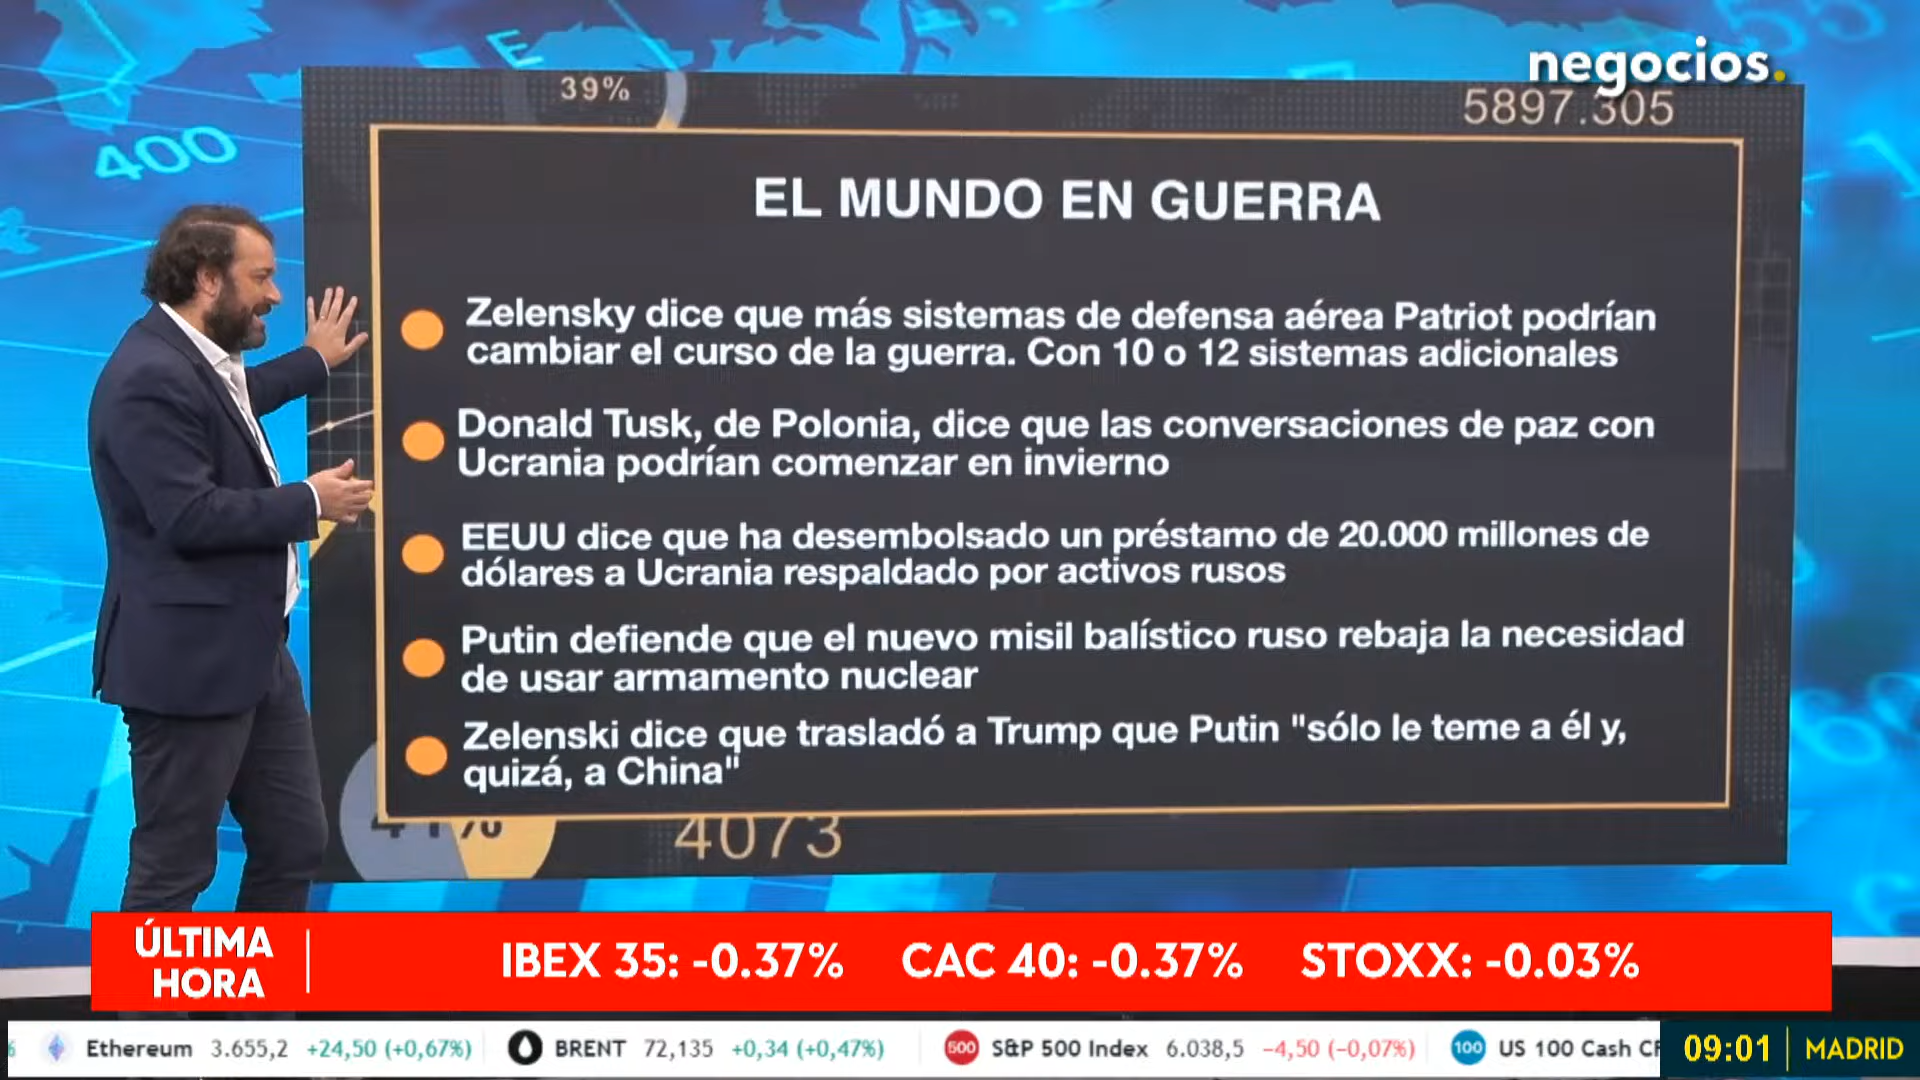 negocios.
39%
5897.305
400
EL MUNDO EN GUERRA
Zelensky dice que más sistemas de defensa aérea Patriot podrían
cambiar el curso de la guerra. Con 10 o 12 sistemas adicionales
Donald Tusk, de Polonia, dice que las conversaciones de paz con
Ucrania podrían comenzar en invierno
EEUU dice que ha desembolsado un préstamo de 20.000 millones de
dólares a Ucrania respaldado por activos rusos
Putin defiende que el nuevo misil balístico ruso rebaja la necesidad
de usar armamento nuclear
Zelenski dice que trasladó a Trump que Putin "sólo le teme a él y,
quizá, a China"
4073
ÚLTIMA
HORA
IBEX 35: -0.37% CAC 40: -0.37% STOXX: -0.03%
Ethereum 3.655,2 +24,50 (+0,67%) BRENT 72,135 +0,34 (+0,47%) 500 S&P 500 Index 6.038,5 -4,50 (-0,07%) 100 US 100 Cash
09:01 MADRID